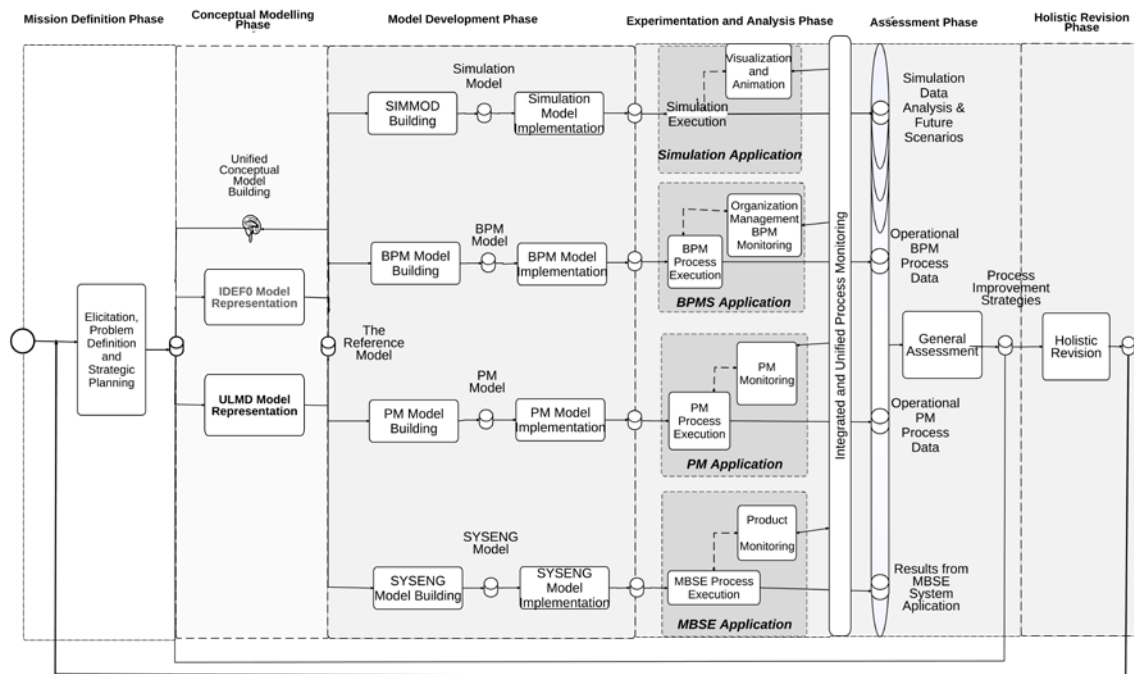 Mission Definition Phase
Conceptual Modelling
Phase
Model Development Phase
Experimentation and Analysis Phase
Assessment Phase
Holistic Revision
Phase
Elicitation,
Problem
Definition
and
Strategic
Planning
Unified
Conceptual
Model
Building
IDEF0 Model
Representation
ULMD Model
Representation
The
Reference
Model
SIMMOD
Building
Simulation
Model
Simulation
Model
Implementation
BPM Model
Building
BPM
Model
BPM Model
Implementation
PM Model
Building
PM
Model
PM Model
Implementation
SYSENG
Model Building
SYSENG
Model
SYSENG
Model
Implementation
Visualization
and
Animation
Simulation
Execution
Simulation Application
Organization
Management
BPM
Monitoring
BPM
Process
Execution
BPMS Application
PM
Monitoring
PM
Process
Execution
PM Application
Product
Monitoring
MBSE Process
Execution
MBSE Application
Integrated and Unified Process Monitoring
Simulation
Data
Analysis &
Future
Scenarios
Operational
BPM
Process
Data
Operational
PM
Process
Data
Results from
MBSE
System
Aplication
General
Assessment
Process
Improvement
Strategies
Holistic
Revision